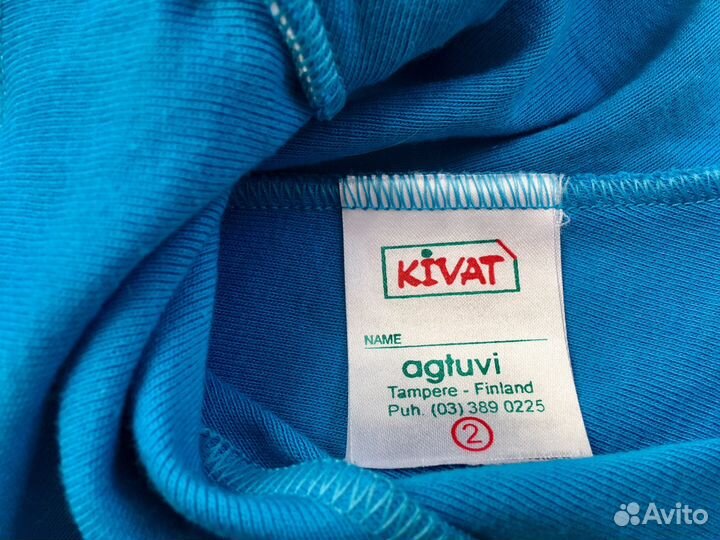 KiVAT
NAME
agtuvi
Tampere - Finland
Puh. (03) 389 0225
2
Avito